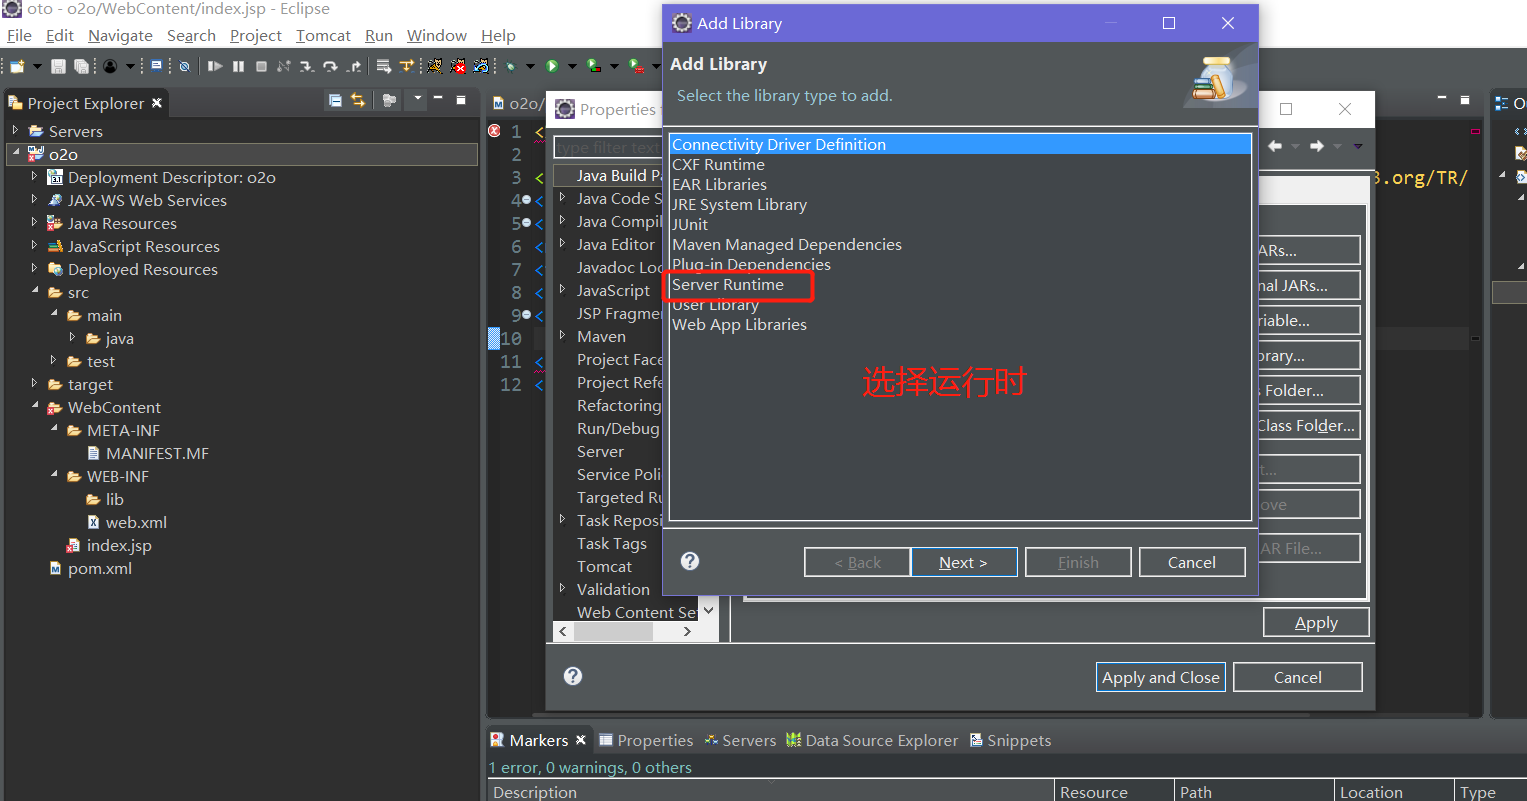 oto - o2o/WebContent/index.jsp - Eclipse
File Edit Navigate Search Project Tomcat Run Window Help
Project Explorer
Servers
o2o
Deployment Descriptor: o2o
JAX-WS Web Services
Java Resources
JavaScript Resources
Deployed Resources
src
main
java
test
target
WebContent
META-INF
MANIFEST.MF
WEB-INF
lib
web.xml
index.jsp
pom.xml
o2o/
1 <
2
3 <
4 <
5 <
6 <
7 <
8 <
9 <
10
11 <
12 <
3.org/TR/
Properties
type filter text
Java Build Pa
Java Code S
Java Compil
Java Editor
Javadoc Loc
JavaScript
JSP Fragme
Maven
Project Face
Project Refe
Refactoring
Run/Debug
Server
Service Poli
Targeted Ru
Task Reposi
Task Tags
Tomcat
Validation
Web Content Se
ARs...
nal JARs...
riable...
brary...
s Folder...
Class Folder...
t...
ove
AR File...
Apply
Apply and Close
Cancel
Add Library
Add Library
Select the library type to add.
Connectivity Driver Definition
CXF Runtime
EAR Libraries
JRE System Library
JUnit
Maven Managed Dependencies
Plug-in Dependencies
Server Runtime
User Library
Web App Libraries
选择运行时
< Back
Next >
Finish
Cancel
Markers Properties Servers Data Source Explorer Snippets
1 error, 0 warnings, 0 others
Description Resource Path Location Type